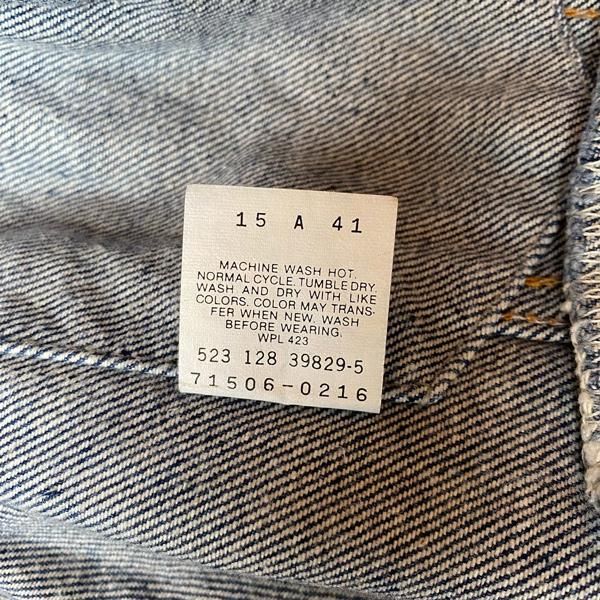 15 A 41
MACHINE WASH HOT.
NORMAL CYCLE. TUMBLE DRY.
WASH AND DRY WITH LIKE
COLORS. COLOR MAY TRANS-
FER WHEN NEW. WASH
BEFORE WEARING.
WPL 423
523 128 39829-5
71506-0216